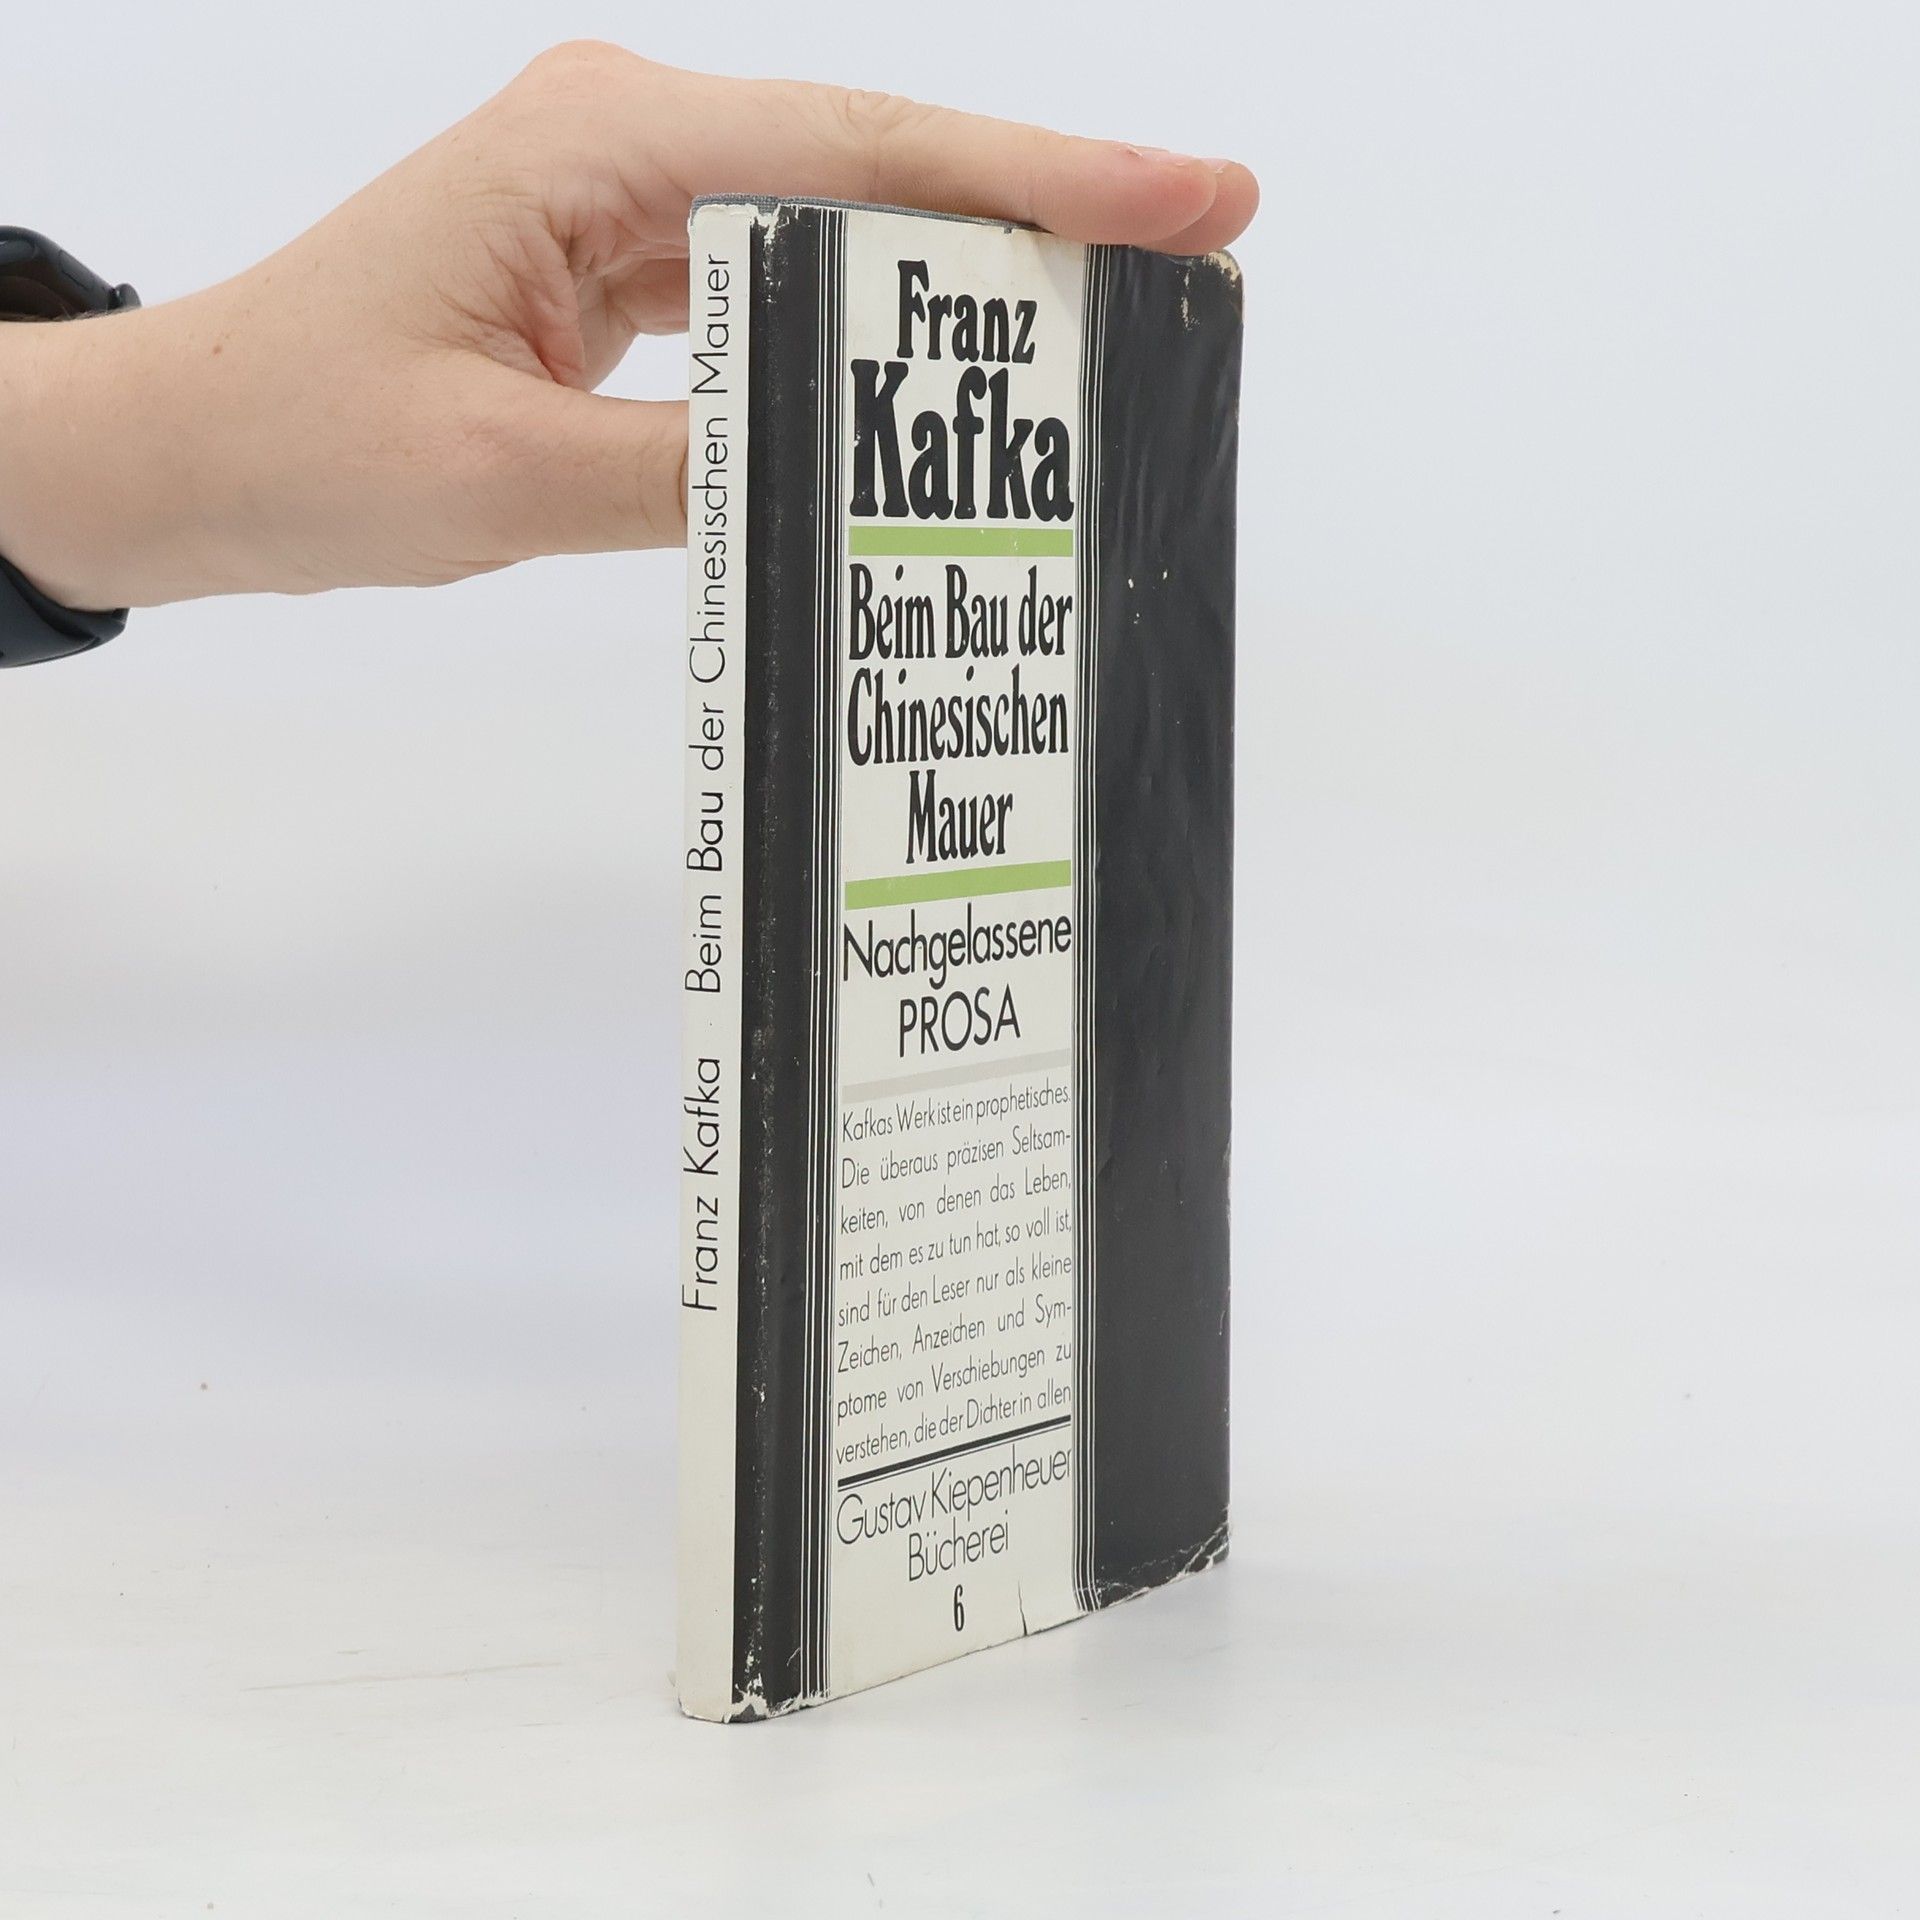 Franz Kafka Beim Bau der Chinesischen Mauer
Franz
Kafka
Beim Bau der
Chinesischen
Mauer
Nachgelassene
PROSA
Kafkas Werk ist ein prophetisches.
Die überaus präzisen Seltsam-
keiten, von denen das Leben,
mit dem es zu tun hat, so voll ist,
sind für den Leser nur als kleine
Zeichen, Anzeichen und Sym-
ptome von Verschiebungen zu
verstehen, die der Dichter in allen
Gustav Kiepenheuer
Bücherei
6